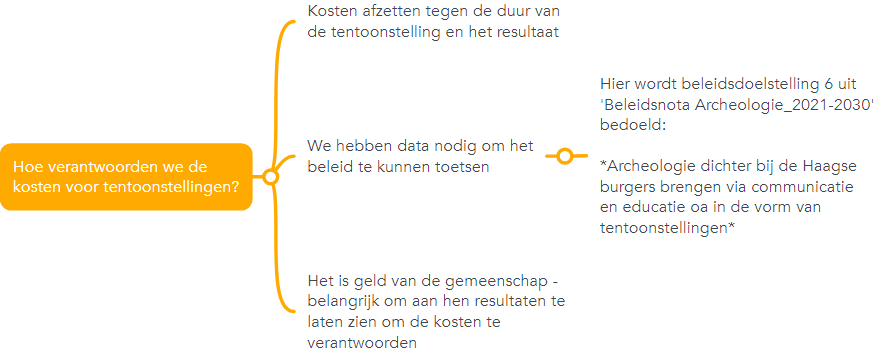 Kosten afzetten tegen de duur van
de tentoonstelling en het resultaat
Hoe verantwoorden we de
kosten voor tentoonstellingen?
We hebben data nodig om het
beleid te kunnen toetsen
Hier wordt beleidsdoelstelling 6 uit
'Beleidsnota Archeologie_2021-2030'
bedoeld:
*Archeologie dichter bij de Haagse
burgers brengen via communicatie
en educatie oa in de vorm van
tentoonstellingen*
Het is geld van de gemeenschap -
belangrijk om aan hen resultaten te
laten zien om de kosten te
verantwoorden